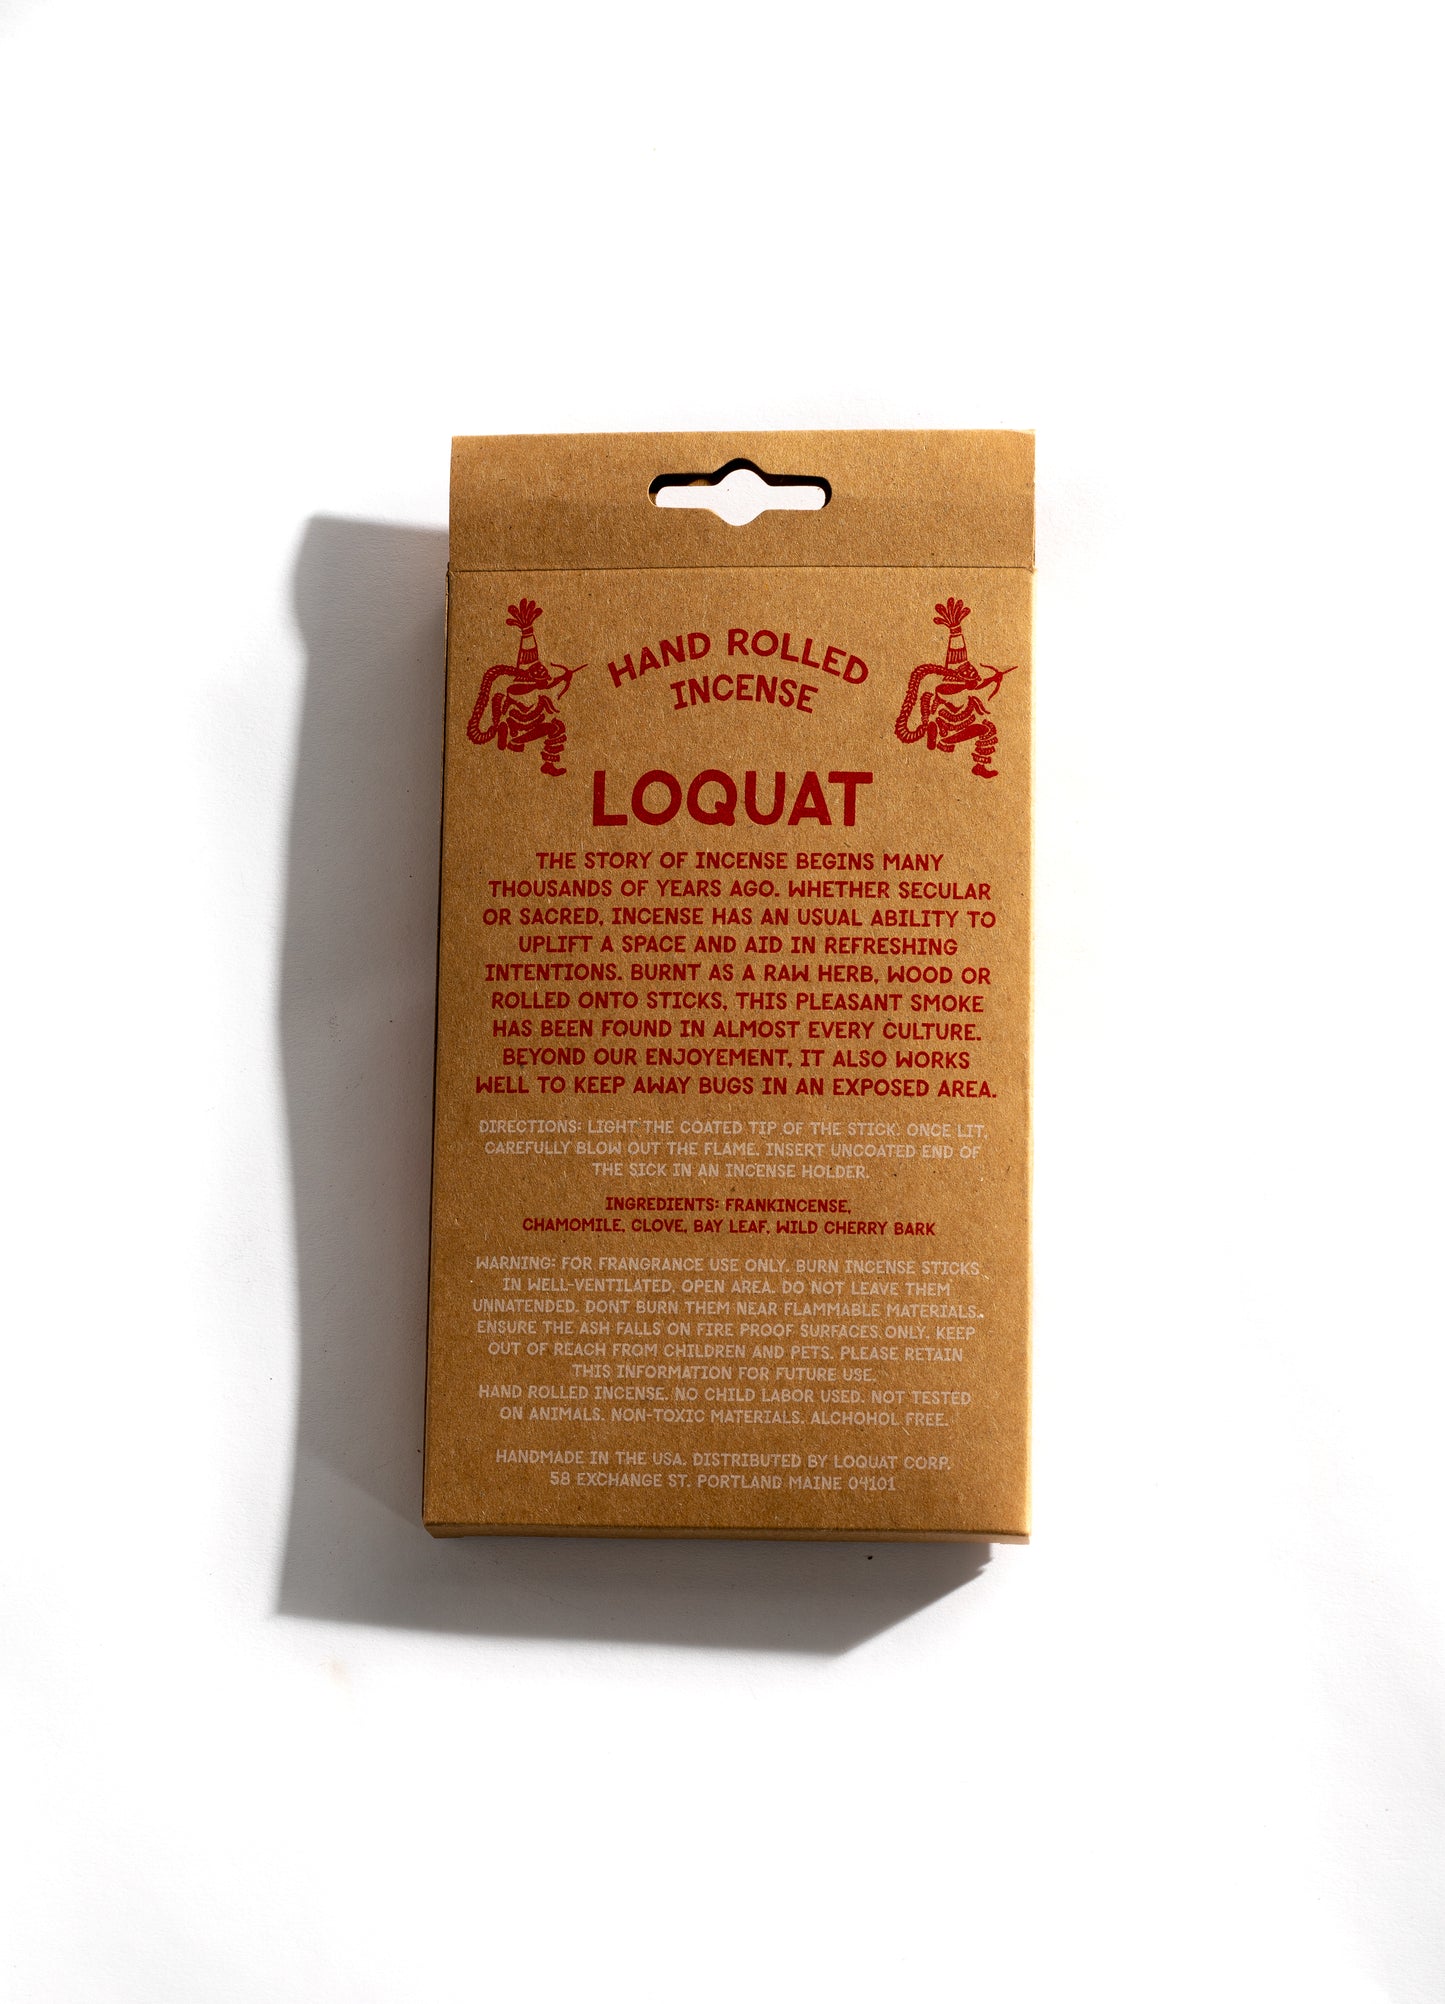 HAND ROLLED
INCENSE
LOQUAT
THE STORY OF INCENSE BEGINS MANY
THOUSANDS OF YEARS AGO. WHETHER SECULAR
OR SACRED, INCENSE HAS AN USUAL ABILITY TO
UPLIFT A SPACE AND AID IN REFRESHING
INTENTIONS. BURNT AS A RAW HERB, WOOD OR
ROLLED ONTO STICKS, THIS PLEASANT SMOKE
HAS BEEN FOUND IN ALMOST EVERY CULTURE.
BEYOND OUR ENJOYEMENT, IT ALSO WORKS
WELL TO KEEP AWAY BUGS IN AN EXPOSED AREA.
DIRECTIONS: LIGHT THE COATED TIP OF THE STICK. ONCE LIT,
CAREFULLY BLOW OUT THE FLAME. INSERT UNCOATED END OF
THE SICK IN AN INCENSE HOLDER.
INGREDIENTS: FRANKINCENSE,
CHAMOMILE, CLOVE, BAY LEAF, WILD CHERRY BARK
WARNING: FOR FRANGRANCE USE ONLY. BURN INCENSE STICKS
IN WELL-VENTILATED, OPEN AREA. DO NOT LEAVE THEM
UNNATENDED. DONT BURN THEM NEAR FLAMMABLE MATERIALS.
ENSURE THE ASH FALLS ON FIRE PROOF SURFACES ONLY. KEEP
OUT OF REACH FROM CHILDREN AND PETS. PLEASE RETAIN
THIS INFORMATION FOR FUTURE USE.
HAND ROLLED INCENSE. NO CHILD LABOR USED. NOT TESTED
ON ANIMALS. NON-TOXIC MATERIALS. ALCHOHOL FREE.
HANDMADE IN THE USA. DISTRIBUTED BY LOQUAT CORP.
58 EXCHANGE ST. PORTLAND MAINE 04101